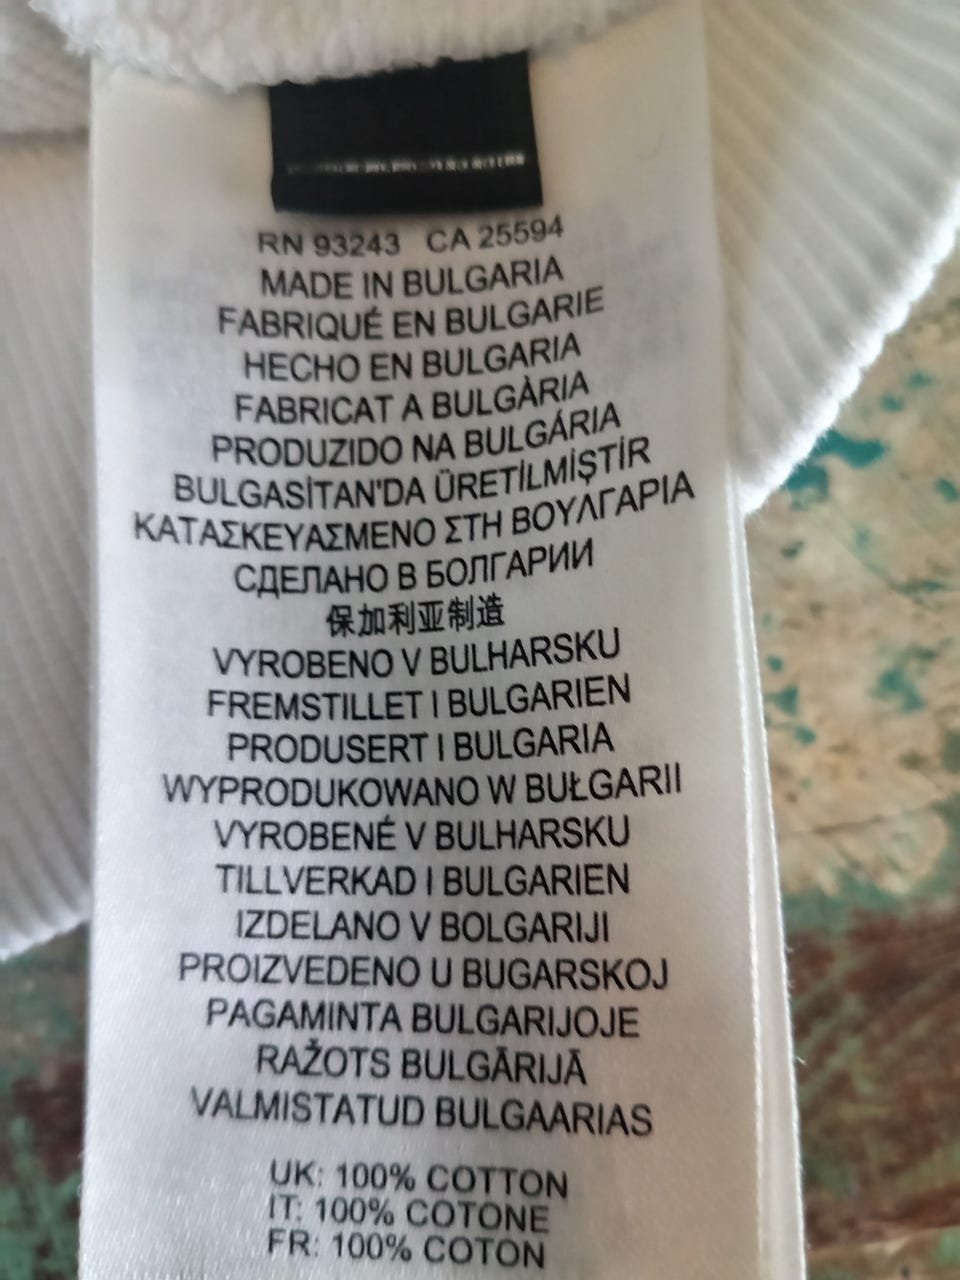 RN 93243 CA 25594
MADE IN BULGARIA
FABRIQUÉ EN BULGARIE
HECHO EN BULGARIA
FABRICAT A BULGÀRIA
PRODUZIDO NA BULGÁRIA
BULGASİTAN'DA ÜRETİLMİŞTİR
ΚΑΤΑΣΚΕΥΑΣΜΕΝΟ ΣΤΗ ΒΟΥΛΓΑΡΙΑ
СДЕЛАНО В БОЛГАРИИ
保加利亚制造
VYROBENO V BULHARSKU
FREMSTILLET I BULGARIEN
PRODUSERT I BULGARIA
WYPRODUKOWANO W BUŁGARII
VYROBENÉ V BULHARSKU
TILLVERKAD I BULGARIEN
IZDELANO V BOLGARIJI
PROIZVEDENO U BUGARSKOJ
PAGAMINTA BULGARIJOJE
RAŽOTS BULGĀRIJĀ
VALMISTATUD BULGAARIAS
UK: 100% COTTON
IT: 100% COTONE
FR: 100% COTON